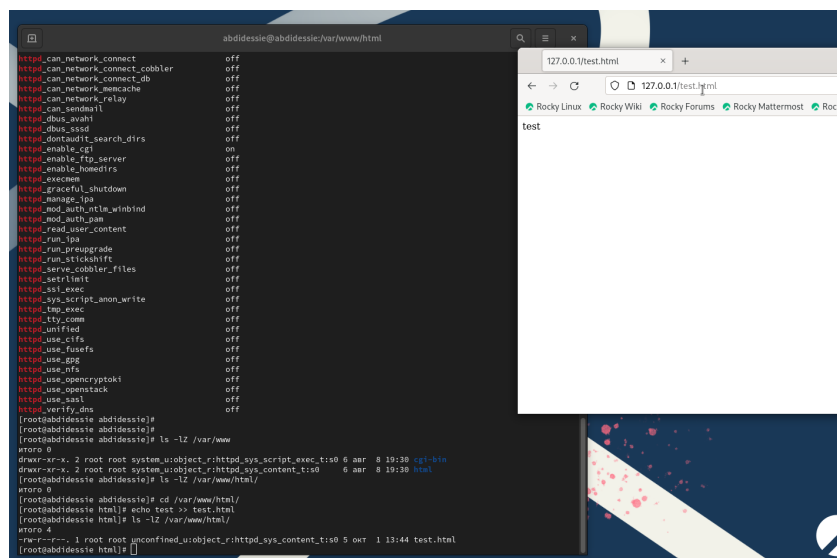 abdidessie@abdidessie:/var/www/html
httpd_can_network_connect off
httpd_can_network_connect_cobbler off
httpd_can_network_connect_db off
httpd_can_network_memcache off
httpd_can_network_relay off
httpd_can_sendmail off
httpd_dbus_avahi off
httpd_dbus_sssd off
httpd_dontaudit_search_dirs off
httpd_enable_cgi on
httpd_enable_ftp_server off
httpd_enable_homedirs off
httpd_execmem off
httpd_graceful_shutdown off
httpd_manage_ipa off
httpd_mod_auth_ntlm_winbind off
httpd_mod_auth_pam off
httpd_read_user_content off
httpd_run_ipa off
httpd_run_preupgrade off
httpd_run_stickshift off
httpd_serve_cobbler_files off
httpd_setrlimit off
httpd_ssi_exec off
httpd_sys_script_anon_write off
httpd_tmp_exec off
httpd_tty_comm off
httpd_unified off
httpd_use_cifs off
httpd_use_fusefs off
httpd_use_gpg off
httpd_use_nfs off
httpd_use_opencryptoki off
httpd_use_openstack off
httpd_use_sasl off
httpd_verify_dns off
[root@abdidessie abdidessie]#
[root@abdidessie abdidessie]#
[root@abdidessie abdidessie]# ls -lZ /var/www
итого 0
drwxr-xr-x. 2 root root system_u:object_r:httpd_sys_script_exec_t:s0 6 авг 8 19:30 cgi-bin
drwxr-xr-x. 2 root root system_u:object_r:httpd_sys_content_t:s0 6 авг 8 19:30 html
[root@abdidessie abdidessie]# ls -lZ /var/www/html/
итого 0
[root@abdidessie abdidessie]# cd /var/www/html/
[root@abdidessie html]# echo test >> test.html
[root@abdidessie html]# ls -lZ /var/www/html/
итого 4
-rw-r--r--. 1 root root unconfined_u:object_r:httpd_sys_content_t:s0 5 окт 1 13:44 test.html
[root@abdidessie html]#
127.0.0.1/test.html
127.0.0.1/test.html
Rocky Linux Rocky Wiki Rocky Forums Rocky Mattermost Roc
test